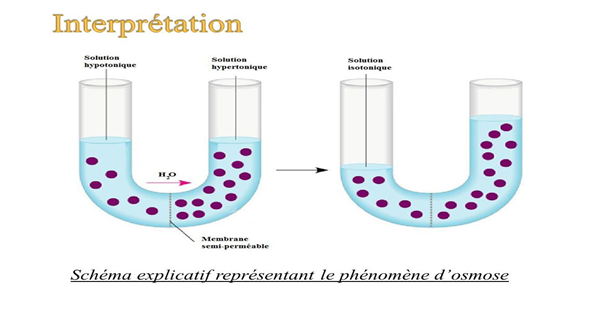 Interprétation
Solution
hypotonique
Solution
hypertonique
Solution
isotonique
H2O
Membrane
semi-perméable
Schéma explicatif représentant le phénomène d'osmose